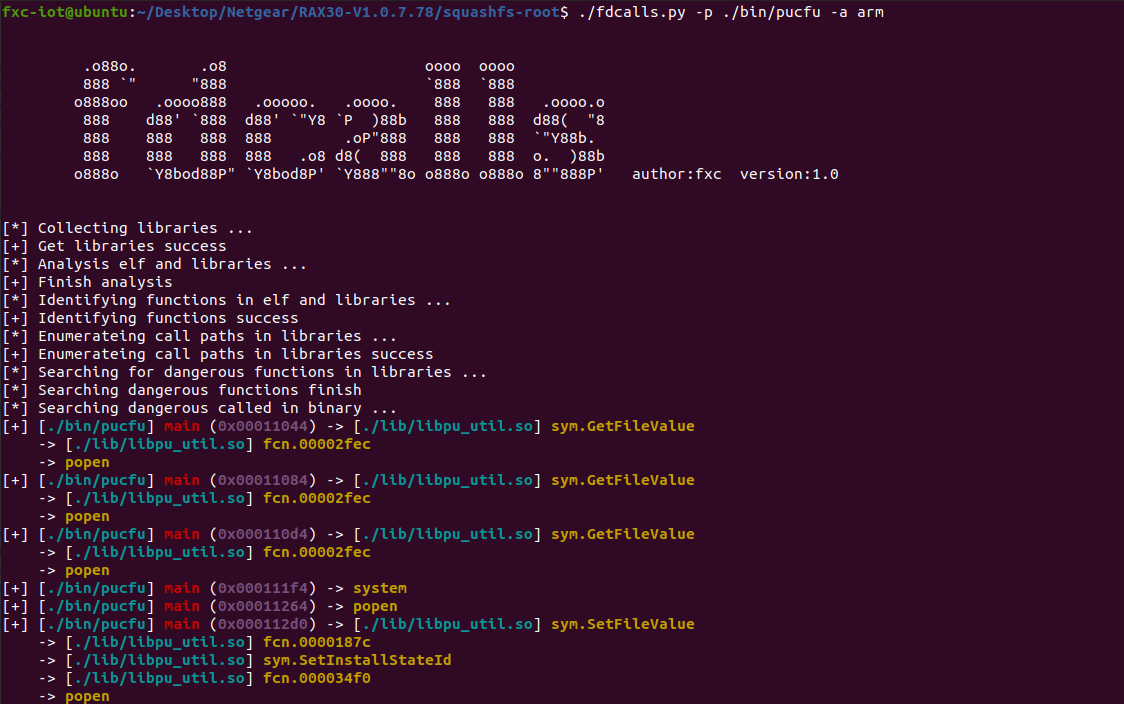 fxc-iot@ubuntu:~/Desktop/Netgear/RAX30-V1.0.7.78/squashfs-root$ ./fdcalls.py -p ./bin/pucfu -a arm
         .o88o.       .o8                       oooo  oooo
         888 `"      "888                       `888  `888
        o888oo   .oooo888   .ooooo.   .oooo.     888   888   .oooo.o
         888    d88' `888  d88' `"Y8 `P  )88b    888   888  d88(  "8
         888    888   888  888        .oP"888    888   888  `"Y88b.
         888    888   888  888   .o8 d8(  888    888   888  o.  )88b
        o888o   `Y8bod88P" `Y8bod8P' `Y888""8o o888o o888o 8""888P'   author:fxc  version:1.0
[*] Collecting libraries ...
[+] Get libraries success
[*] Analysis elf and libraries ...
[+] Finish analysis
[*] Identifying functions in elf and libraries ...
[+] Identifying functions success
[*] Enumerateing call paths in libraries ...
[+] Enumerateing call paths in libraries success
[*] Searching for dangerous functions in libraries ...
[*] Searching dangerous functions finish
[*] Searching dangerous called in binary ...
[+] [./bin/pucfu] main (0x00011044) -> [./lib/libpu_util.so] sym.GetFileValue
    -> [./lib/libpu_util.so] fcn.00002fec
    -> popen
[+] [./bin/pucfu] main (0x00011084) -> [./lib/libpu_util.so] sym.GetFileValue
    -> [./lib/libpu_util.so] fcn.00002fec
    -> popen
[+] [./bin/pucfu] main (0x000110d4) -> [./lib/libpu_util.so] sym.GetFileValue
    -> [./lib/libpu_util.so] fcn.00002fec
    -> popen
[+] [./bin/pucfu] main (0x000111f4) -> system
[+] [./bin/pucfu] main (0x00011264) -> popen
[+] [./bin/pucfu] main (0x000112d0) -> [./lib/libpu_util.so] sym.SetFileValue
    -> [./lib/libpu_util.so] fcn.0000187c
    -> [./lib/libpu_util.so] sym.SetInstallStateId
    -> [./lib/libpu_util.so] fcn.000034f0
    -> popen